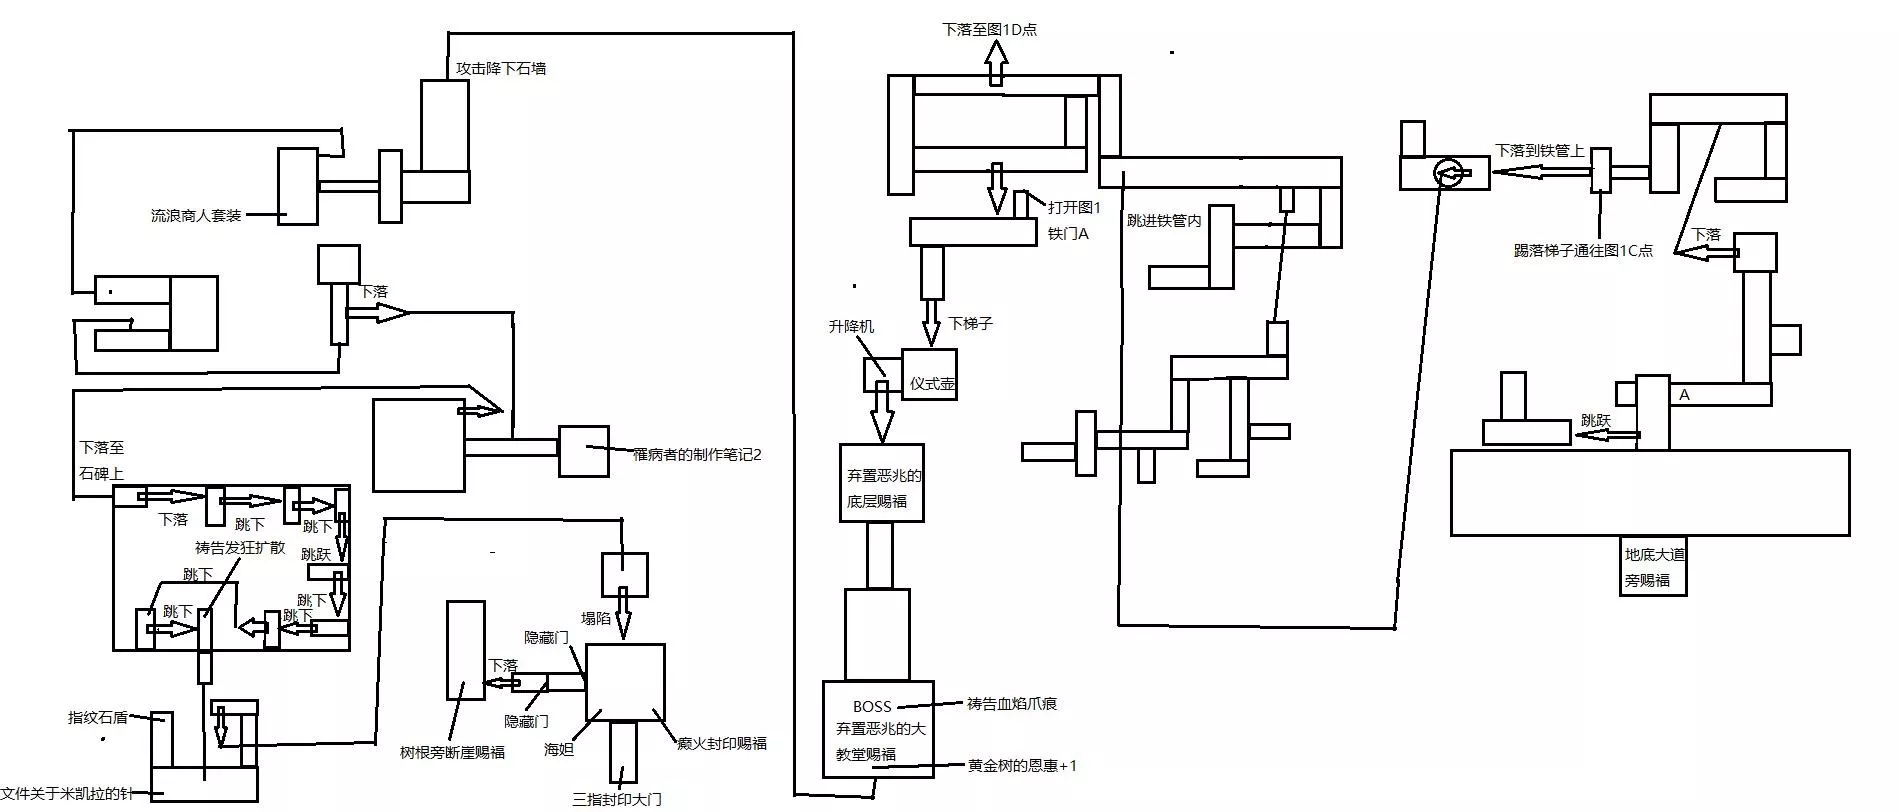 下落至图1D点
攻击降下石墙
流浪商人套装
下落
打开图1
铁门A
跳进铁管内
下落到铁管上
踢落梯子通往图1C点
下落
下梯子
升降机
仪式壶
A
跳跃
下落至
石碑上
罹病者的制作笔记2
弃置恶兆的
底层赐福
下落
跳下
跳下
祷告发狂扩散
跳跃
跳下
跳下
跳下
跳下
地底大道
旁赐福
塌陷
隐藏门
下落
隐藏门
海妲
癫火封印赐福
树根旁断崖赐福
三指封印大门
指纹石盾
文件关于米凯拉的针
BOSS
祷告血焰爪痕
弃置恶兆的大
教堂赐福
黄金树的恩惠+1